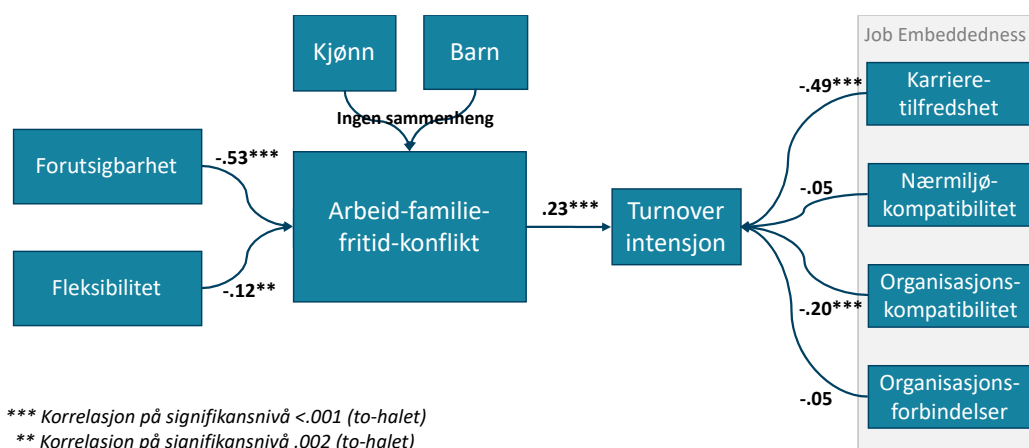 Kjønn
Barn
Ingen sammenheng
Job Embeddedness
Karriere-
tilfredshet
-.49***
Forutsigbarhet
-.53***
Arbeid-familie-
fritid-konflikt
.23***
Turnover
intensjon
-.05
Nærmiljø-
kompatibilitet
Fleksibilitet
-.12**
-.20***
Organisasjons-
kompatibilitet
-.05
Organisasjons-
forbindelser
*** Korrelasjon på signifikansnivå <.001 (to-halet)
** Korrelasjon på signifikansnivå .002 (to-halet)